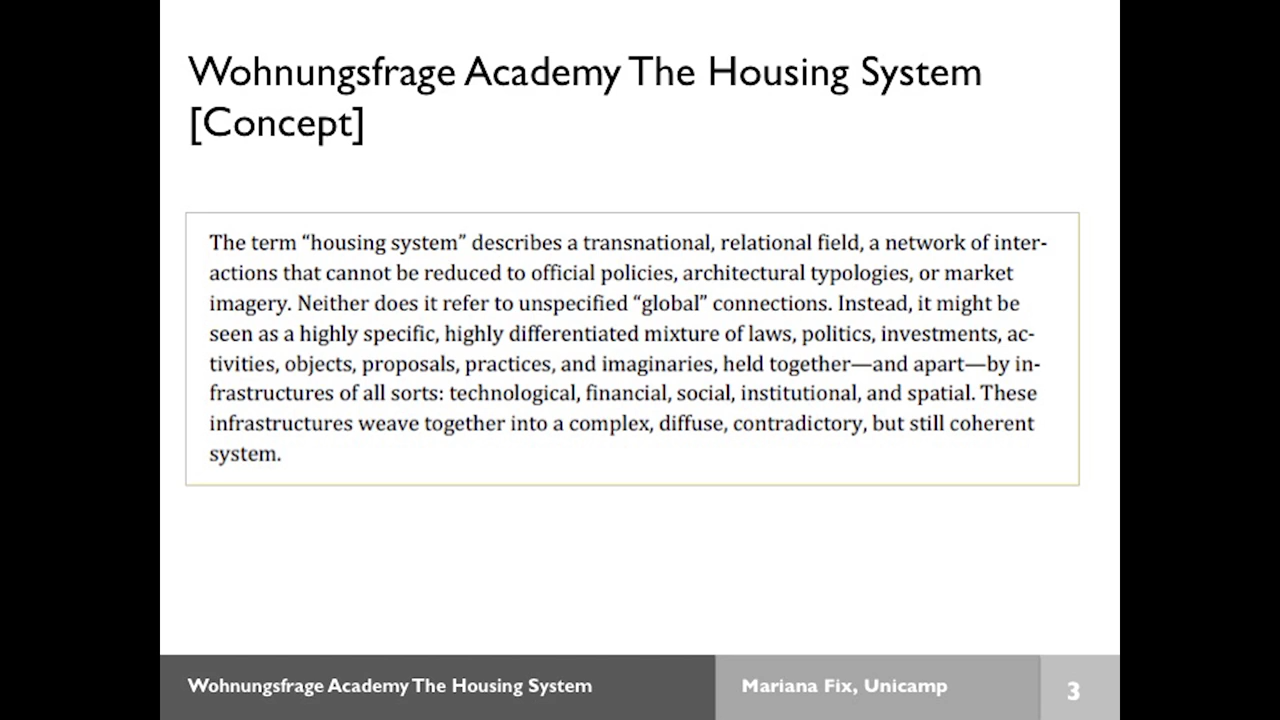 Wohnungsfrage Academy The Housing System
[Concept]
The term “housing system” describes a transnational, relational field, a network of inter-
actions that cannot be reduced to official policies, architectural typologies, or market
imagery. Neither does it refer to unspecified “global” connections. Instead, it might be
seen as a highly specific, highly differentiated mixture of laws, politics, investments, ac-
tivities, objects, proposals, practices, and imaginaries, held together—and apart—by in-
frastructures of all sorts: technological, financial, social, institutional, and spatial. These
infrastructures weave together into a complex, diffuse, contradictory, but still coherent
system.
Wohnungsfrage Academy The Housing System
Mariana Fix, Unicamp
3